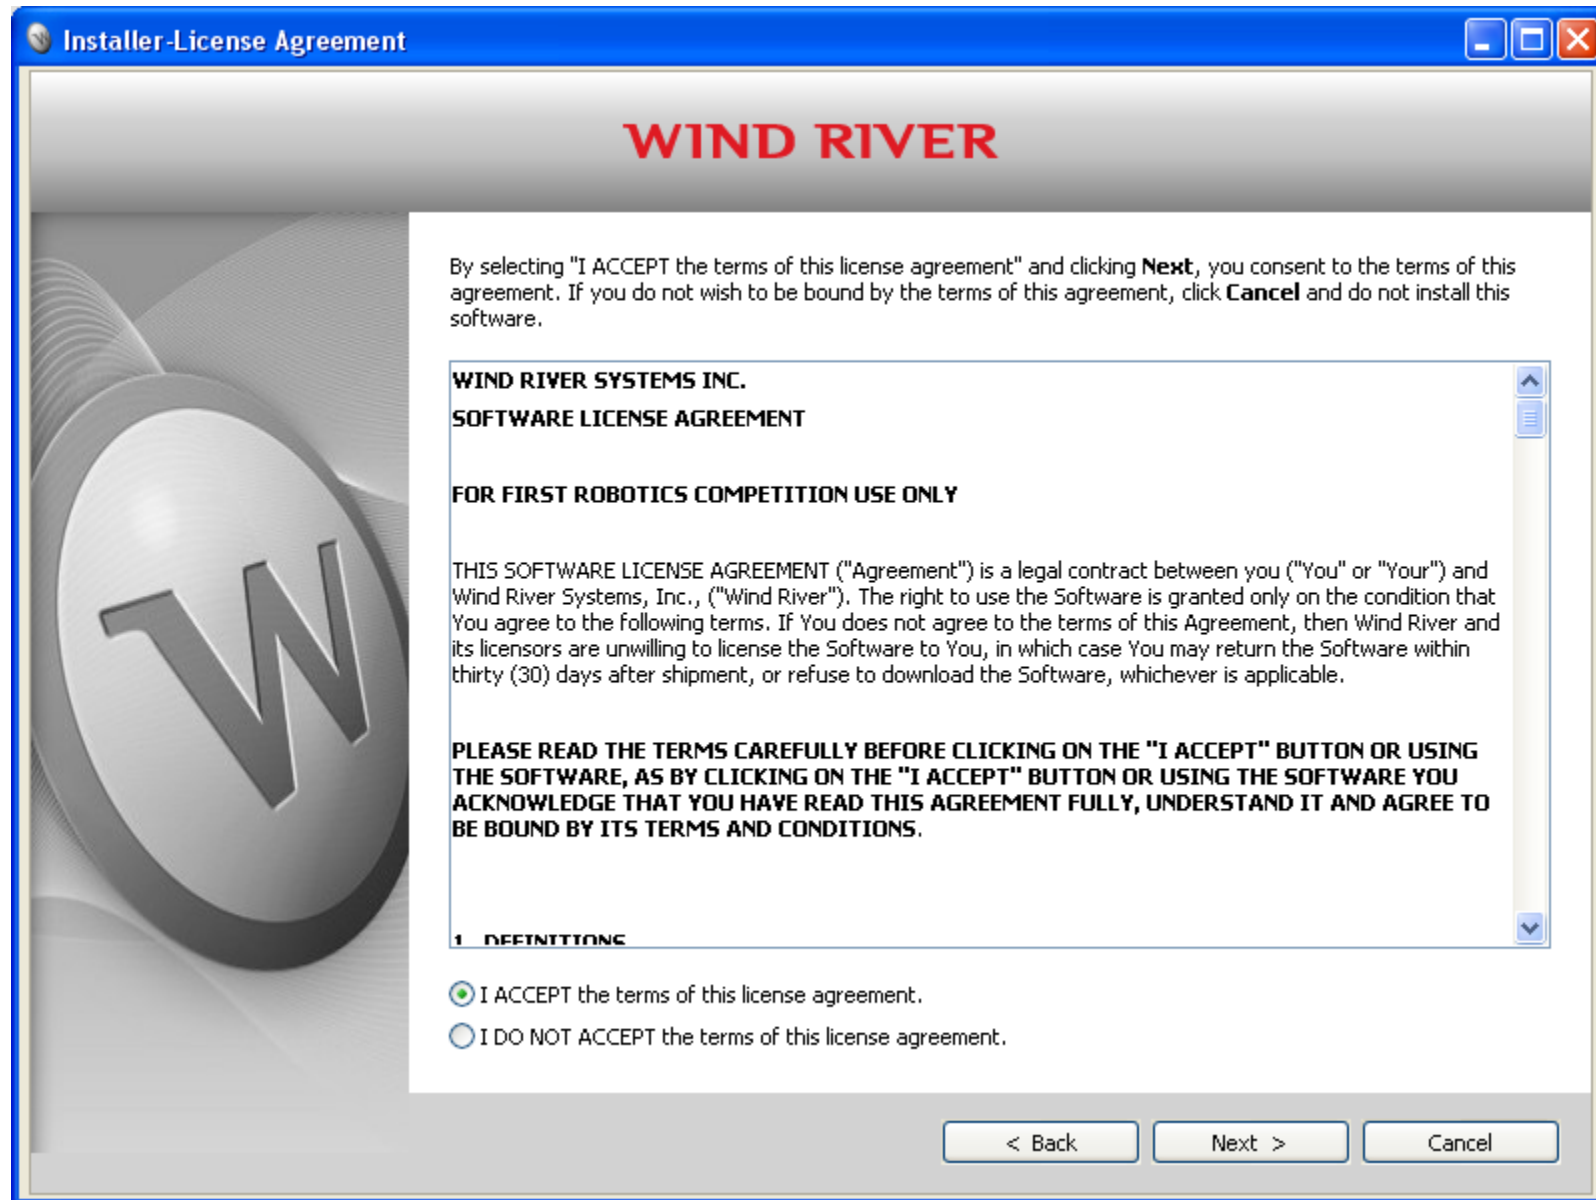 Installer-License Agreement
WIND RIVER
By selecting "I ACCEPT the terms of this license agreement" and clicking Next, you consent to the terms of this
agreement. If you do not wish to be bound by the terms of this agreement, click Cancel and do not install this
software.
WIND RIVER SYSTEMS INC.
SOFTWARE LICENSE AGREEMENT
FOR FIRST ROBOTICS COMPETITION USE ONLY
THIS SOFTWARE LICENSE AGREEMENT ("Agreement") is a legal contract between you ("You" or "Your") and
Wind River Systems, Inc., ("Wind River"). The right to use the Software is granted only on the condition that
You agree to the following terms. If You does not agree to the terms of this Agreement, then Wind River and
its licensors are unwilling to license the Software to You, in which case You may return the Software within
thirty (30) days after shipment, or refuse to download the Software, whichever is applicable.
PLEASE READ THE TERMS CAREFULLY BEFORE CLICKING ON THE "I ACCEPT" BUTTON OR USING
THE SOFTWARE, AS BY CLICKING ON THE "I ACCEPT" BUTTON OR USING THE SOFTWARE YOU
ACKNOWLEDGE THAT YOU HAVE READ THIS AGREEMENT FULLY, UNDERSTAND IT AND AGREE TO
BE BOUND BY ITS TERMS AND CONDITIONS.
1. DEFINITIONS
W
I ACCEPT the terms of this license agreement.
I DO NOT ACCEPT the terms of this license agreement.
< Back
Next >
Cancel